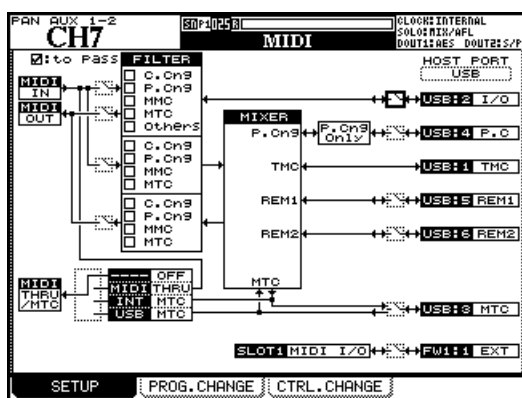 PAN AUX 1-2
CH7
SNP1025R
MIDI
CLOCK:INTERNAL
SOLO:MIX/AFL
DOUT1:AES DOUT2:S/P
:to Pass
FILTER
HOST PORT
USB
MIDI IN
MIDI OUT
C.Cng
P.Cng
MMC
MTC
Others
C.Cng
P.Cng
MMC
MTC
C.Cng
P.Cng
MMC
MTC
MIXER
P.Cng
P.Cng Only
TMC
REM1
REM2
MTC
USB:2 I/O
USB:4 P.C
USB:1 TMC
USB:5 REM1
USB:6 REM2
USB:3 MTC
MIDI THRU /MTC
---- OFF
MIDI THRU
INT MTC
USB MTC
SLOT1 MIDI I/O
FW1:1 EXT
SETUP
PROG.CHANGE
CTRL.CHANGE